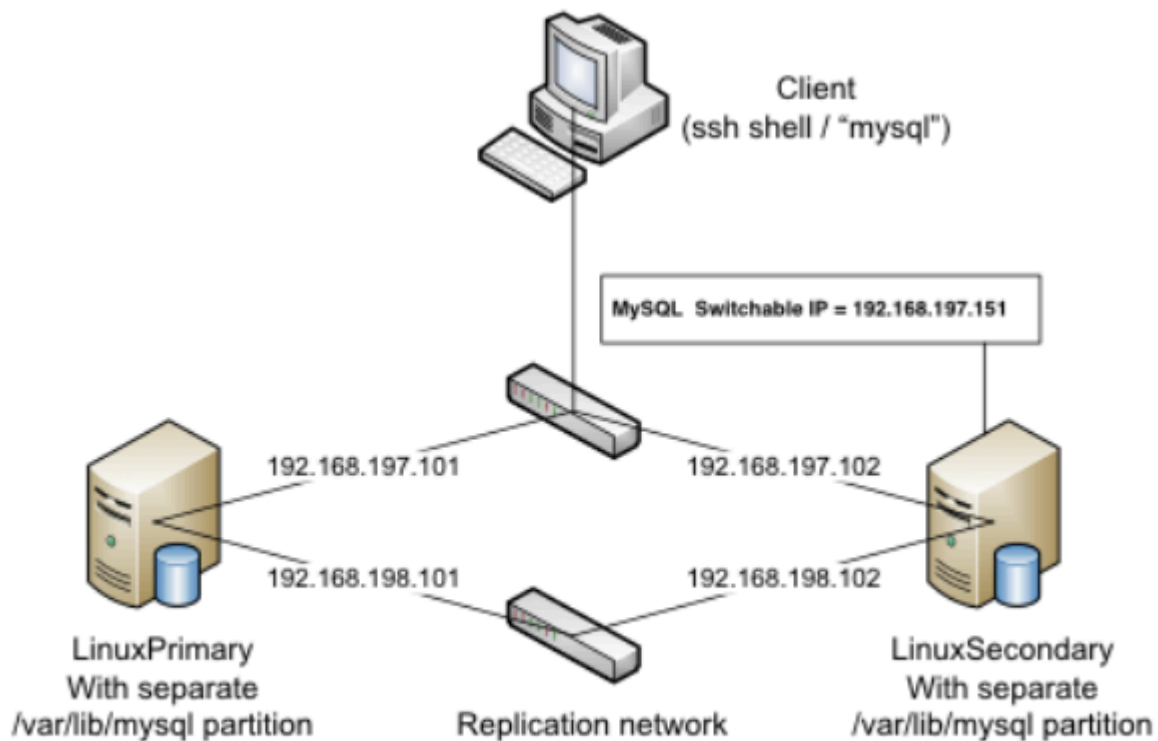 Client
(ssh shell / “mysql”)
MySQL Switchable IP = 192.168.197.151
192.168.197.101
192.168.197.102
192.168.198.101
192.168.198.102
LinuxPrimary
With separate
/var/lib/mysql partition
Replication network
LinuxSecondary
With separate
/var/lib/mysql partition